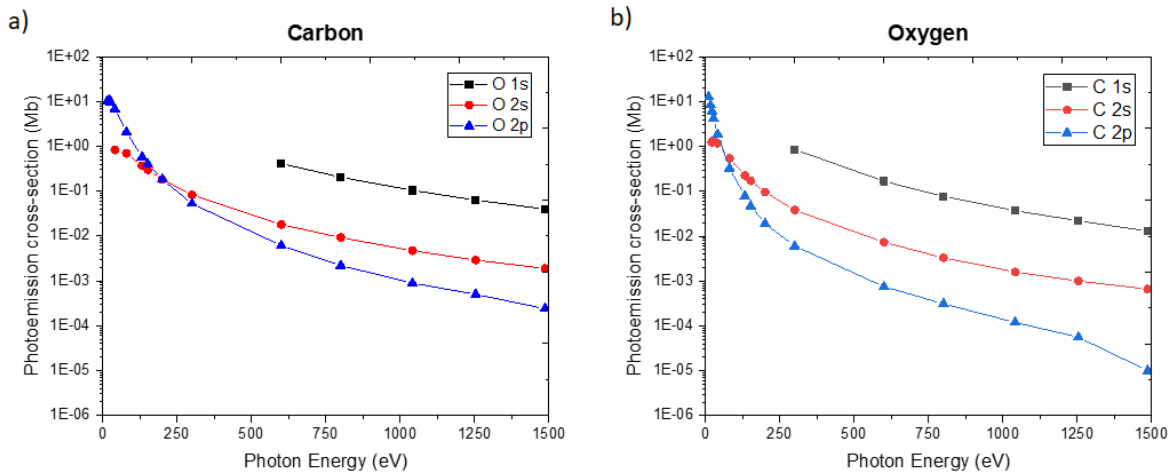 a)
Carbon
Photoemission cross-section (Mb)
1E+02
1E+01
1E+00
1E-01
1E-02
1E-03
1E-04
1E-05
1E-06
O 1s
O 2s
O 2p
0 250 500 750 1000 1250 1500
Photon Energy (eV)
b)
Oxygen
Photoemission cross-section (Mb)
1E+02
1E+01
1E+00
1E-01
1E-02
1E-03
1E-04
1E-05
1E-06
C 1s
C 2s
C 2p
0 250 500 750 1000 1250 1500
Photon Energy (eV)